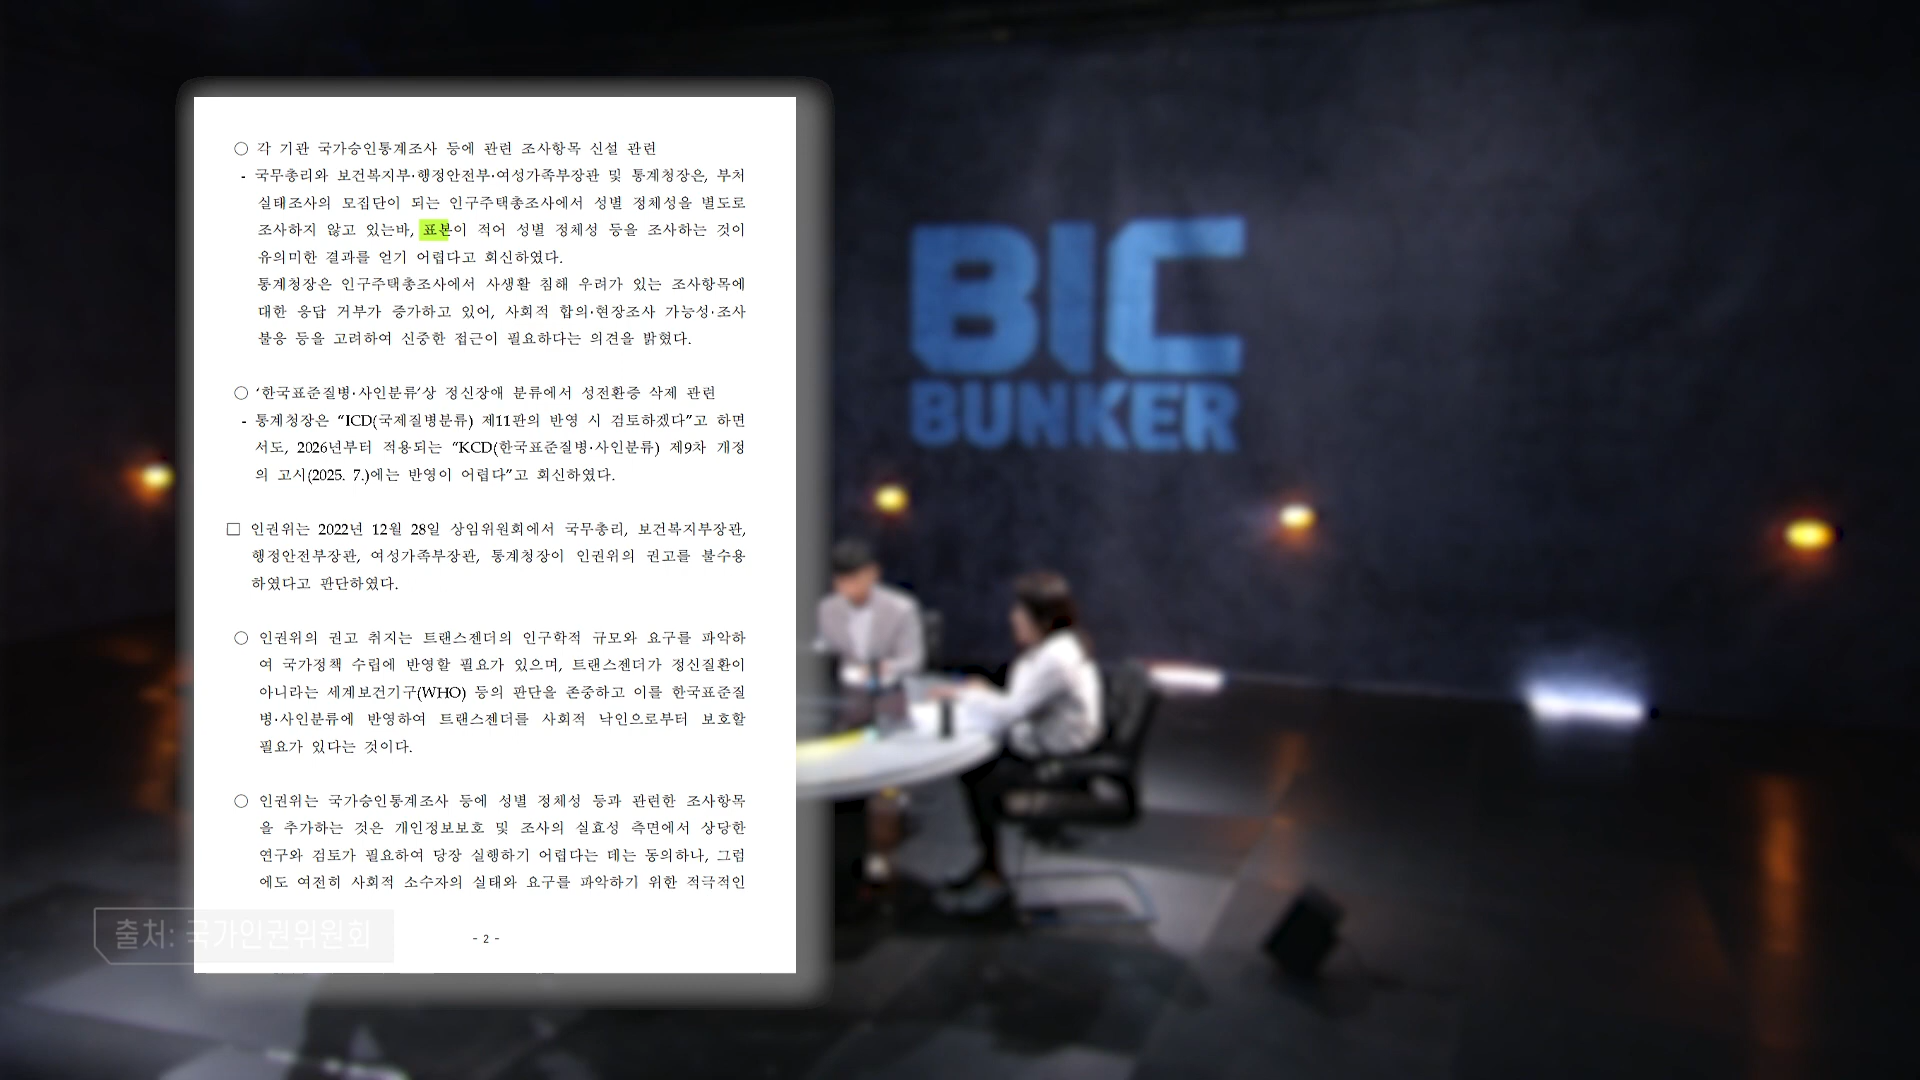 ○ 각 기관 국가승인통계조사 등에 관련 조사항목 신설 관련
- 국무총리와 보건복지부·행정안전부·여성가족부장관 및 통계청장은, 부처
실태조사의 모집단이 되는 인구주택총조사에서 성별 정체성을 별도로
조사하지 않고 있는바, 표본이 적어 성별 정체성 등을 조사하는 것이
유의미한 결과를 얻기 어렵다고 회신하였다.
통계청장은 인구주택총조사에서 사생활 침해 우려가 있는 조사항목에
대한 응답 거부가 증가하고 있어, 사회적 합의·현장조사 가능성·조사
불응 등을 고려하여 신중한 접근이 필요하다는 의견을 밝혔다.
○ ‘한국표준질병·사인분류‘상 정신장애 분류에서 성전환증 삭제 관련
- 통계청장은 “ICD(국제질병분류) 제11판의 반영 시 검토하겠다”고 하면
서도, 2026년부터 적용되는 “KCD(한국표준질병·사인분류) 제9차 개정
의 고시(2025. 7.)에는 반영이 어렵다”고 회신하였다.
□ 인권위는 2022년 12월 28일 상임위원회에서 국무총리, 보건복지부장관,
행정안전부장관, 여성가족부장관, 통계청장이 인권위의 권고를 불수용
하였다고 판단하였다.
○ 인권위의 권고 취지는 트랜스젠더의 인구학적 규모와 요구를 파악하
여 국가정책 수립에 반영할 필요가 있으며, 트랜스젠더가 정신질환이
아니라는 세계보건기구(WHO) 등의 판단을 존중하고 이를 한국표준질
병·사인분류에 반영하여 트랜스젠더를 사회적 낙인으로부터 보호할
필요가 있다는 것이다.
○ 인권위는 국가승인통계조사 등에 성별 정체성 등과 관련한 조사항목
을 추가하는 것은 개인정보보호 및 조사의 실효성 측면에서 상당한
연구와 검토가 필요하여 당장 실행하기 어렵다는 데는 동의하나, 그럼
에도 여전히 사회적 소수자의 실태와 요구를 파악하기 위한 적극적인
- 2 -
출처: 국가인권위원회
BIC
BUNKER